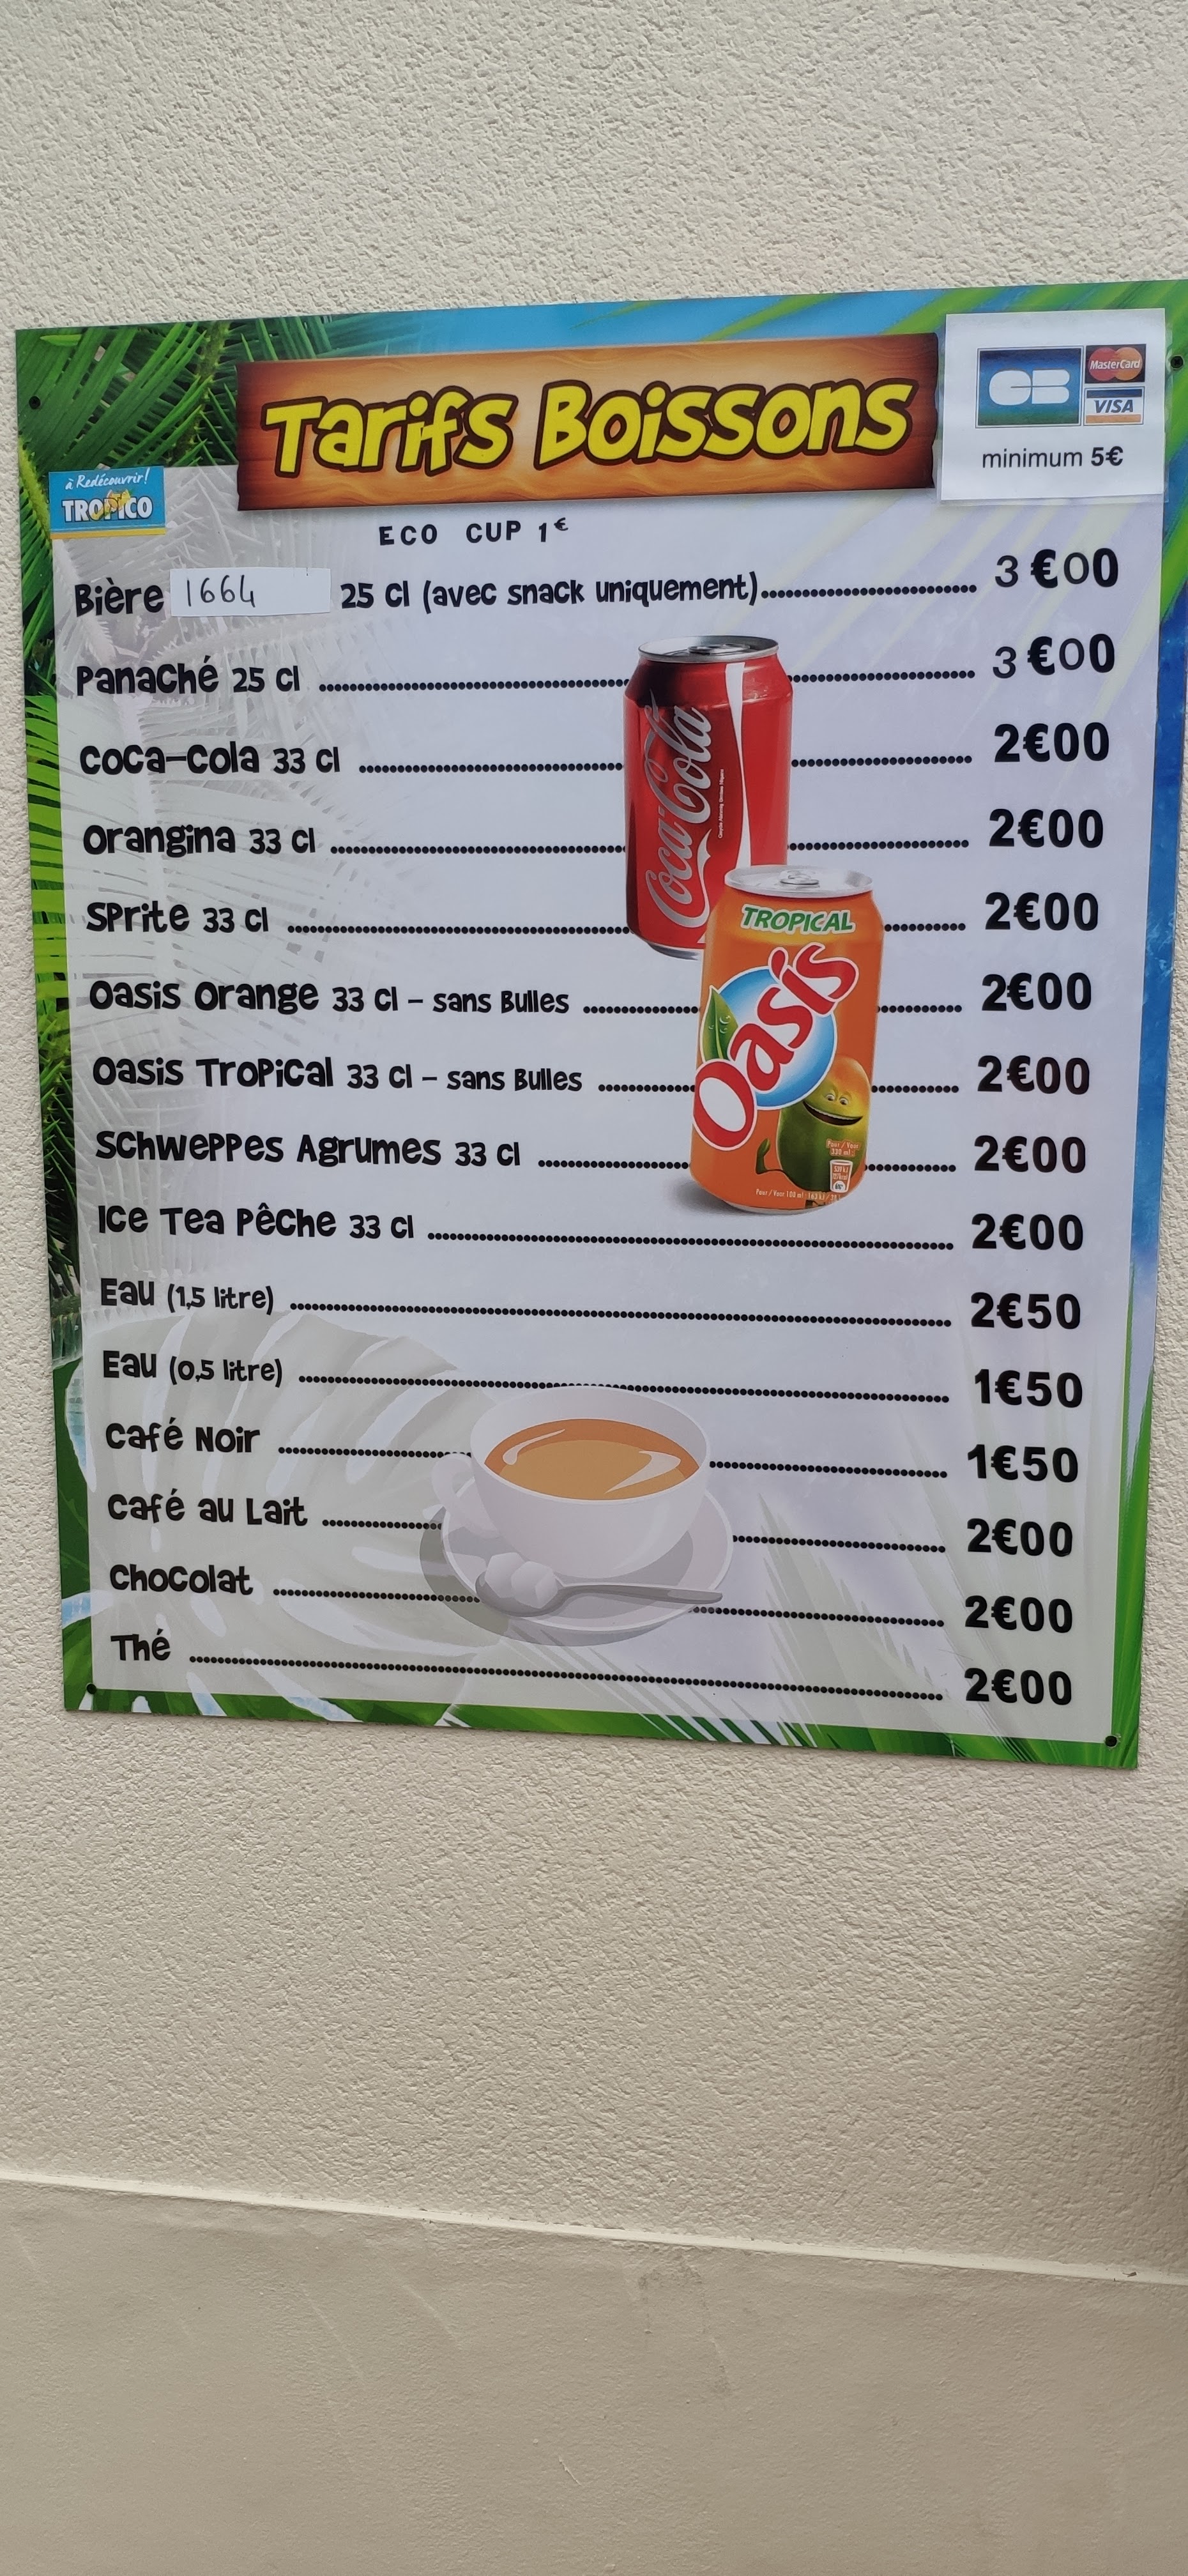 Tarifs Boissons
CB MasterCard VISA
minimum 5€
à Redécouvrir!
TROPICO
ECO CUP 1€
Bière 1664 25 cl (avec snack uniquement) 3€00
Panaché 25 cl 3€00
Coca-Cola 33 cl 2€00
Orangina 33 cl 2€00
Sprite 33 cl 2€00
Oasis Orange 33 cl - sans Bulles 2€00
Oasis Tropical 33 cl - sans Bulles 2€00
Schweppes Agrumes 33 cl 2€00
Ice Tea Pêche 33 cl 2€00
Eau (1,5 litre) 2€50
Eau (0,5 litre) 1€50
Café Noir 1€50
Café au Lait 2€00
Chocolat 2€00
Thé 2€00
Coca-Cola
TROPICAL
Oasis